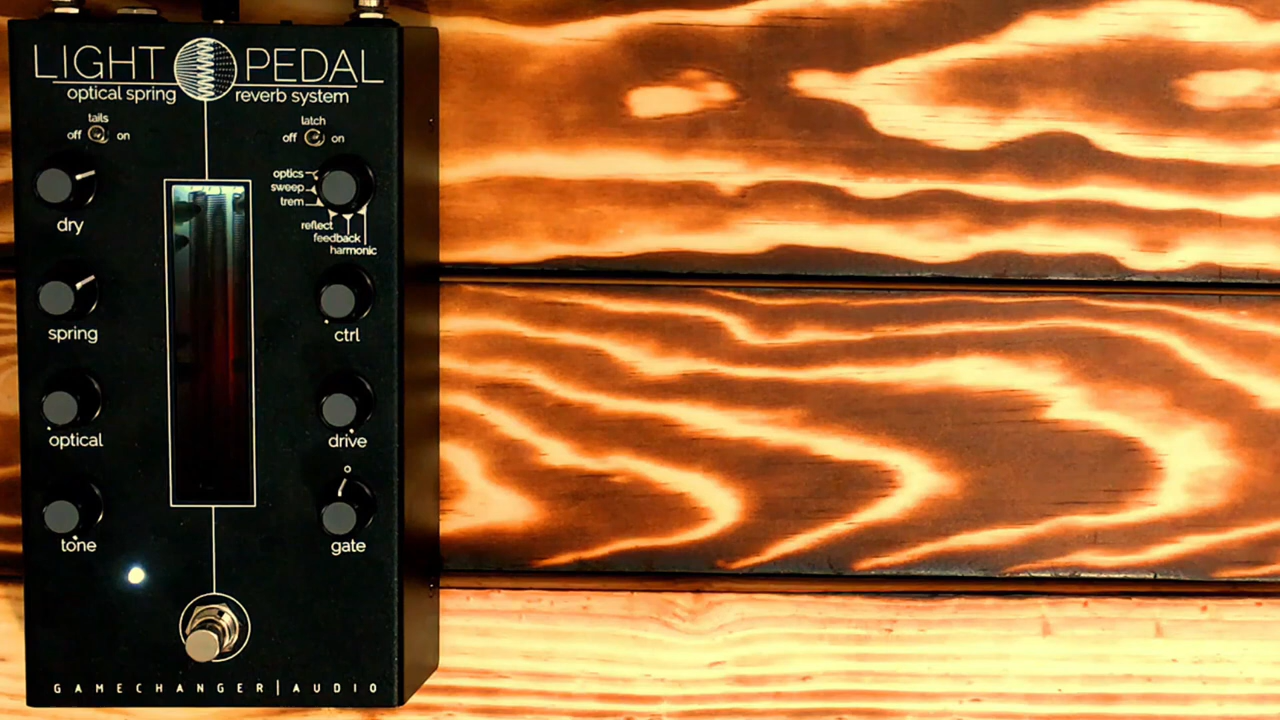 LIGHT PEDAL
optical spring reverb system
tails
off on
latch
off on
dry
optics
sweep
trem
reflect
feedback
harmonic
spring
ctrl
optical
drive
tone
gate
GAMECHANGER | AUDIO